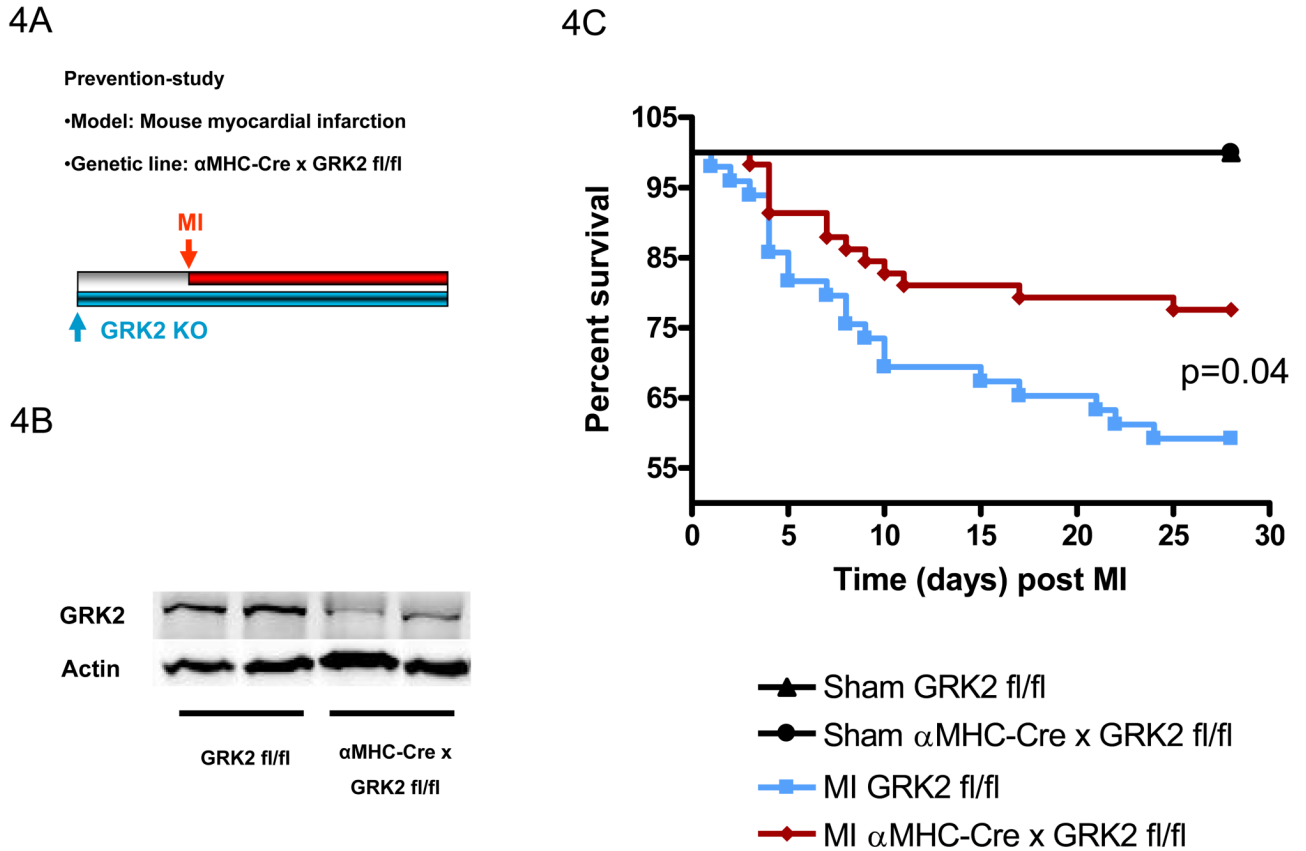 4A
Prevention-study
•Model: Mouse myocardial infarction
•Genetic line: αMHC-Cre x GRK2 fl/fl
MI
GRK2 KO
4B
GRK2
Actin
GRK2 fl/fl
αMHC-Cre x
GRK2 fl/fl
4C
Percent survival
105
95
85
75
65
55
0
5
10
15
20
25
30
p=0.04
Time (days) post MI
Sham GRK2 fl/fl
Sham αMHC-Cre x GRK2 fl/fl
MI GRK2 fl/fl
MI αMHC-Cre x GRK2 fl/fl